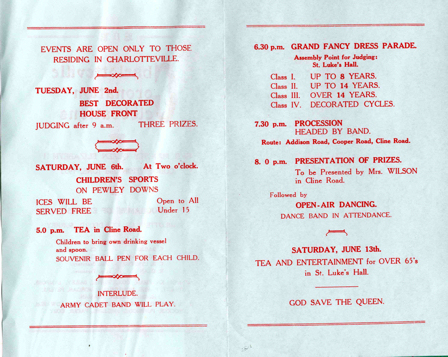 EVENTS ARE OPEN ONLY TO THOSE
RESIDING IN CHARLOTTEVILLE.
TUESDAY, JUNE 2nd.
BEST DECORATED
HOUSE FRONT
JUDGING after 9 a.m. THREE PRIZES.
SATURDAY, JUNE 6th. At Two o'clock.
CHILDREN'S SPORTS
ON PEWLEY DOWNS
ICES WILL BE Open to All
SERVED FREE Under 15
5.0 p.m. TEA in Cline Road.
Children to bring own drinking vessel
and spoon.
SOUVENIR BALL PEN FOR EACH CHILD.
INTERLUDE.
ARMY CADET BAND WILL PLAY.
6.30 p.m. GRAND FANCY DRESS PARADE.
Assembly Point for Judging:
St. Luke's Hall.
Class I. UP TO 8 YEARS.
Class II. UP TO 14 YEARS.
Class III. OVER 14 YEARS.
Class IV. DECORATED CYCLES.
7.30 p.m. PROCESSION
HEADED BY BAND.
Route: Addison Road, Cooper Road, Cline Road.
8. 0 p.m. PRESENTATION OF PRIZES.
To be Presented by Mrs. WILSON
in Cline Road.
Followed by
OPEN-AIR DANCING.
DANCE BAND IN ATTENDANCE.
SATURDAY, JUNE 13th.
TEA AND ENTERTAINMENT for OVER 65's
in St. Luke's Hall.
GOD SAVE THE QUEEN.